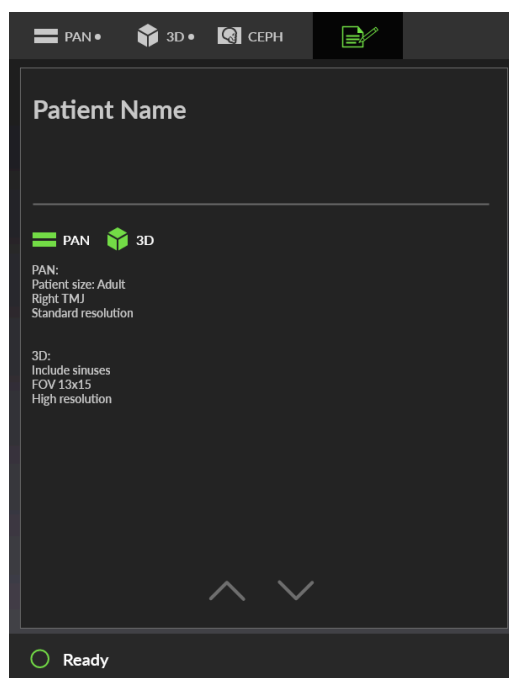 PAN• 3D• CEPH
Patient Name
PAN 3D
PAN:
Patient size: Adult
Right TMJ
Standard resolution
3D:
Include sinuses
FOV 13x15
High resolution
Ready